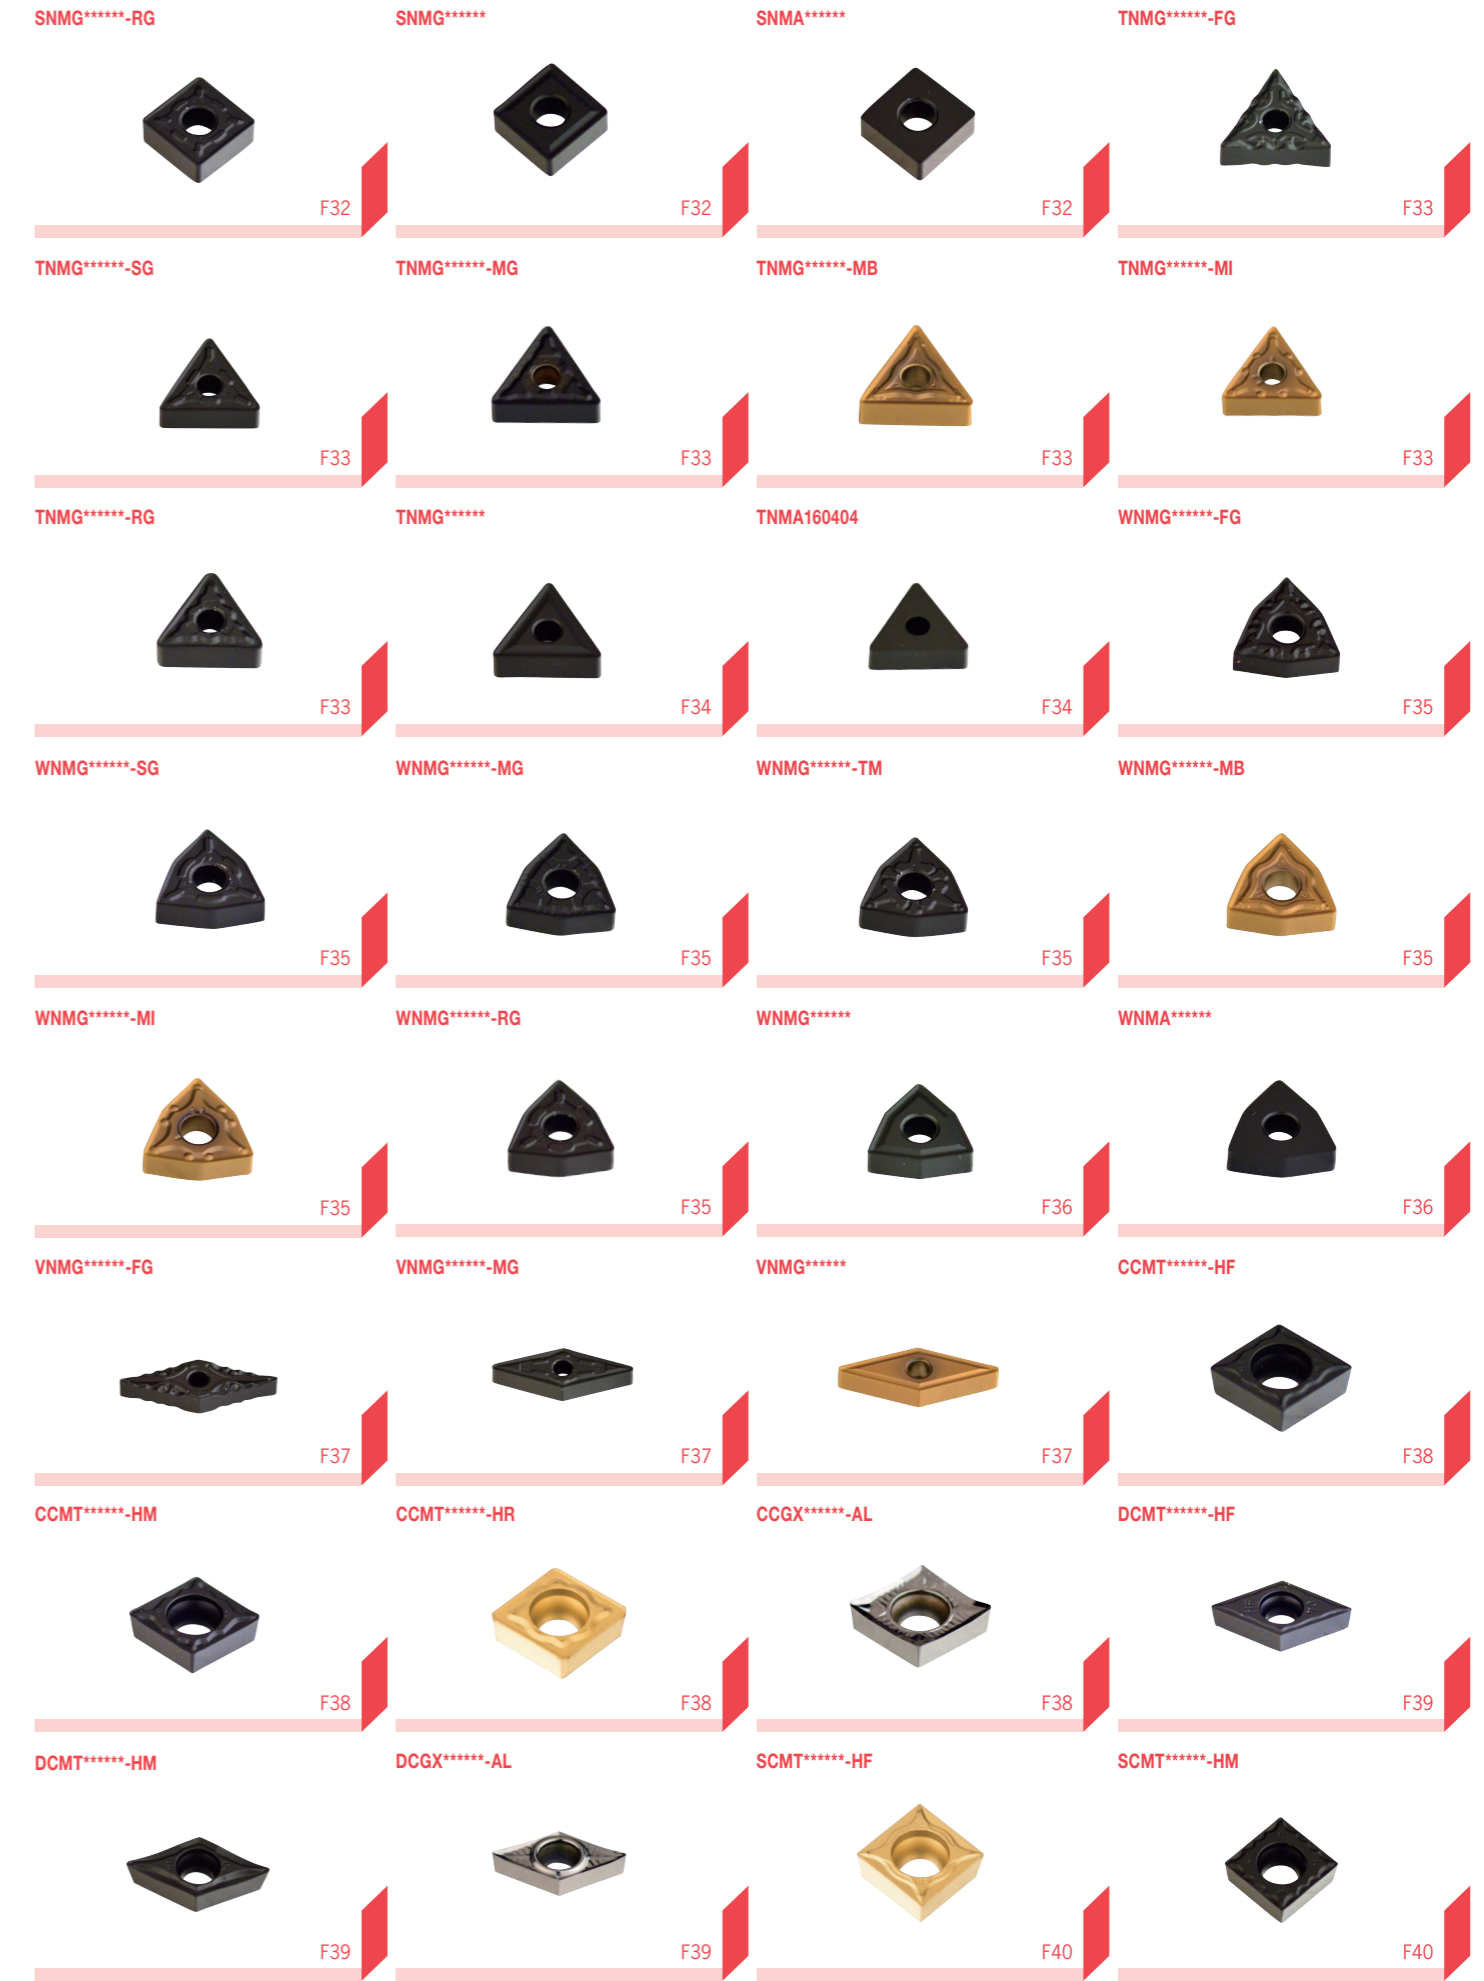 SNMG******-RG
SNMG******
SNMA******
TNMG******-FG
F32
F32
F32
F33
TNMG******-SG
TNMG******-MG
TNMG******-MB
TNMG******-MI
F33
F33
F33
F33
TNMG******-RG
TNMG******
TNMA160404
WNMG******-FG
F33
F34
F34
F35
WNMG******-SG
WNMG******-MG
WNMG******-TM
WNMG******-MB
F35
F35
F35
F35
WNMG******-MI
WNMG******-RG
WNMG******
WNMA******
F35
F35
F36
F36
VNMG******-FG
VNMG******-MG
VNMG******
CCMT******-HF
F37
F37
F37
F38
CCMT******-HM
CCMT******-HR
CCGX******-AL
DCMT******-HF
F38
F38
F38
F39
DCMT******-HM
DCGX******-AL
SCMT******-HF
SCMT******-HM
F39
F39
F40
F40